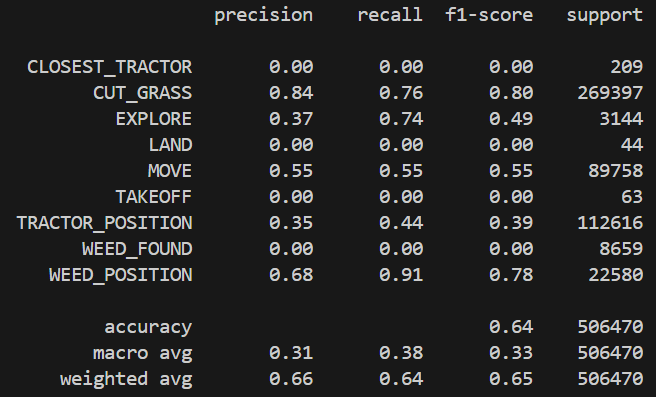 precision recall f1-score support
CLOSEST_TRACTOR 0.00 0.00 0.00 209
CUT_GRASS 0.84 0.76 0.80 269397
EXPLORE 0.37 0.74 0.49 3144
LAND 0.00 0.00 0.00 44
MOVE 0.55 0.55 0.55 89758
TAKEOFF 0.00 0.00 0.00 63
TRACTOR_POSITION 0.35 0.44 0.39 112616
WEED_FOUND 0.00 0.00 0.00 8659
WEED_POSITION 0.68 0.91 0.78 22580
accuracy 0.64 506470
macro avg 0.31 0.38 0.33 506470
weighted avg 0.66 0.64 0.65 506470